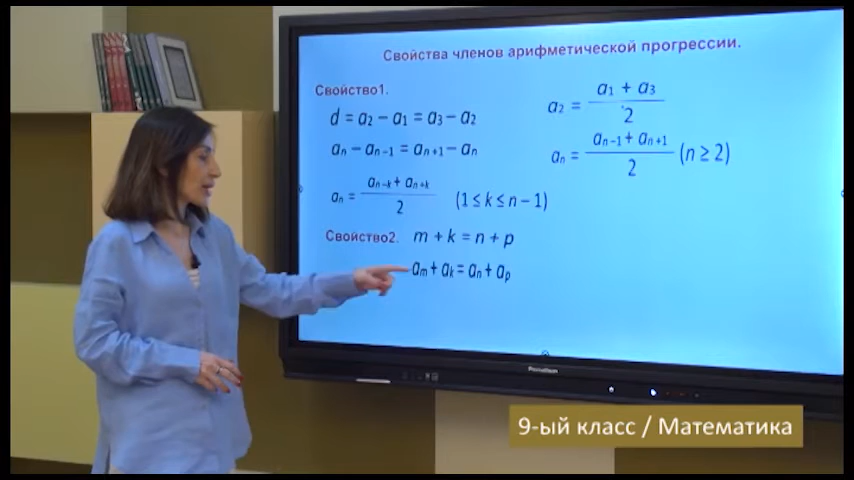 Свойства членов арифметической прогрессии.
Свойство1.
d = a₂ − a₁ = a₃ − a₂
a₂ = (a₁ + a₃)/2
aₙ − aₙ₋₁ = aₙ₊₁ − aₙ
aₙ = (aₙ₋₁ + aₙ₊₁)/2 (n ≥ 2)
aₙ = (aₙ₋ₖ + aₙ₊ₖ)/2 (1 ≤ k ≤ n − 1)
Свойство2. m + k = n + p
aₘ + aₖ = aₙ + aₚ
Promethean
9-ый класс / Математика